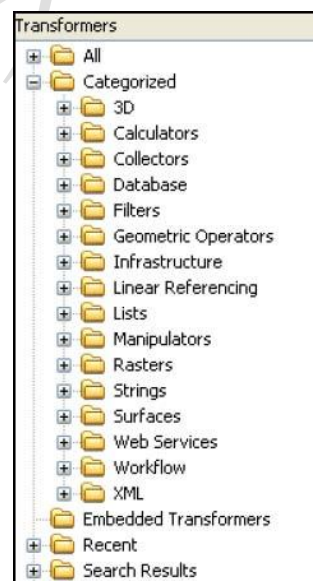 Transformers
All
Categorized
3D
Calculators
Collectors
Database
Filters
Geometric Operators
Infrastructure
Linear Referencing
Lists
Manipulators
Rasters
Strings
Surfaces
Web Services
Workflow
XML
Embedded Transformers
Recent
Search Results